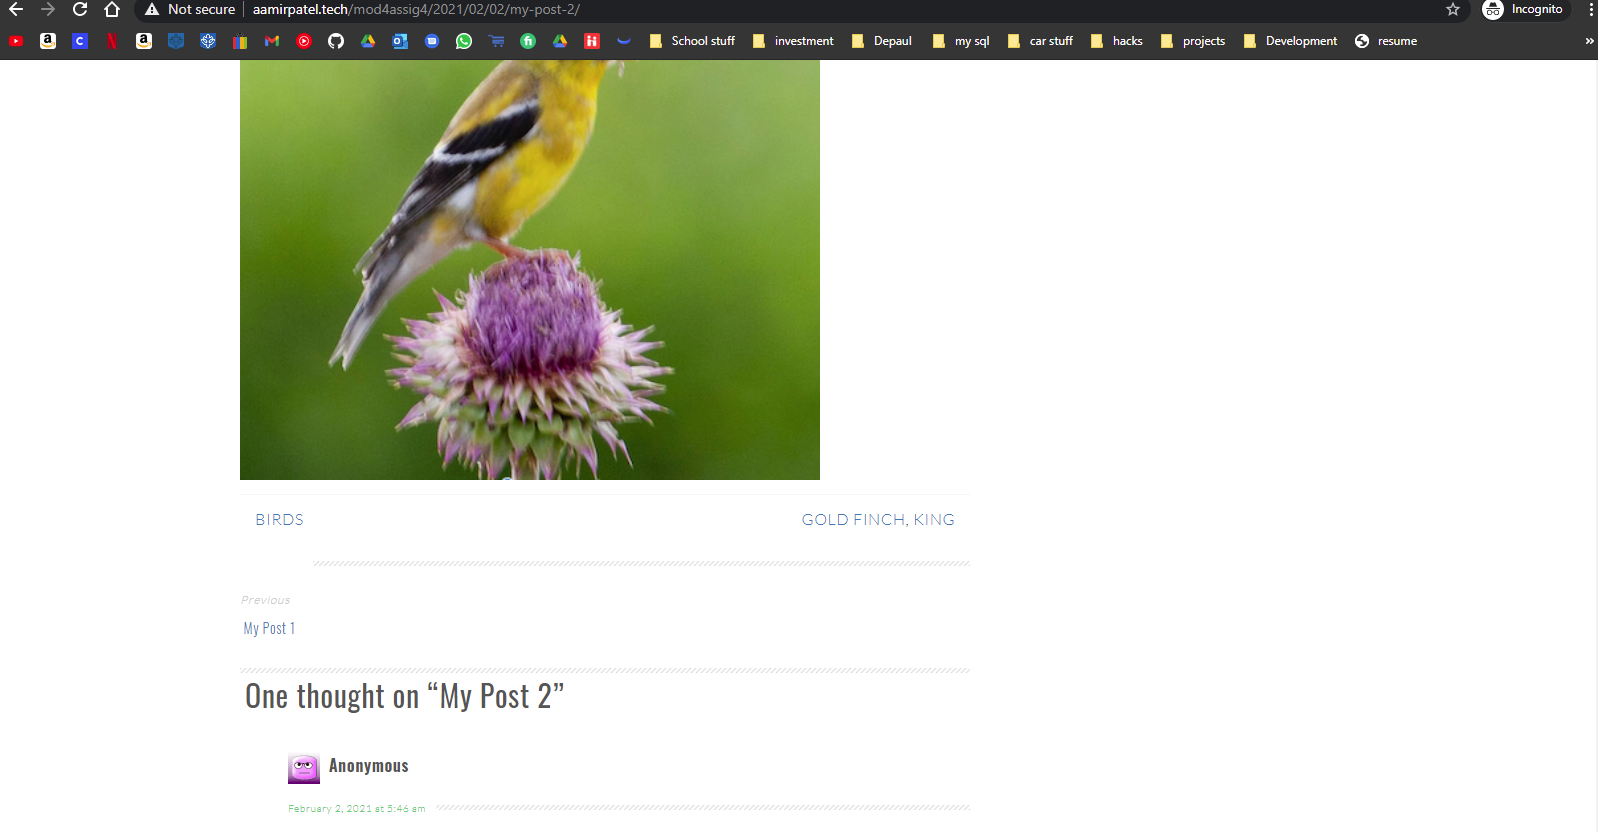 Not secure aamirpatel.tech/mod4assig4/2021/02/02/my-post-2/ Incognito
School stuff investment Depaul my sql car stuff hacks projects Development resume »
BIRDS GOLD FINCH, KING
Previous
My Post 1
One thought on “My Post 2”
Anonymous
February 2, 2021 at 5:46 am